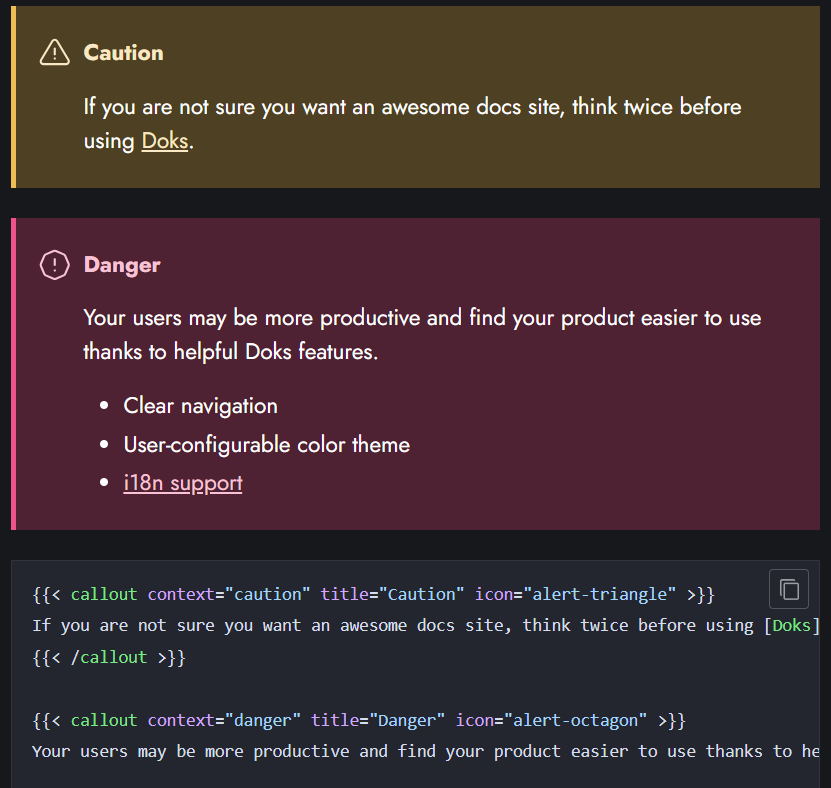 Caution
If you are not sure you want an awesome docs site, think twice before
using Doks.
Danger
Your users may be more productive and find your product easier to use
thanks to helpful Doks features.
• Clear navigation
• User-configurable color theme
• i18n support
{{< callout context="caution" title="Caution" icon="alert-triangle" >}}
If you are not sure you want an awesome docs site, think twice before using [Doks]
{{< /callout >}}
{{< callout context="danger" title="Danger" icon="alert-octagon" >}}
Your users may be more productive and find your product easier to use thanks to he